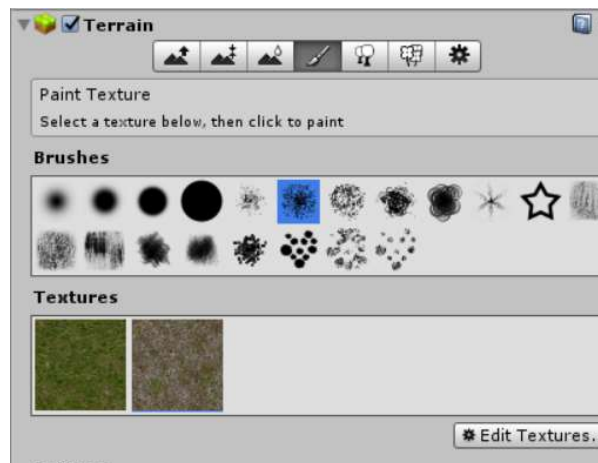 Terrain
Paint Texture
Select a texture below, then click to paint
Brushes
Textures
Edit Textures.